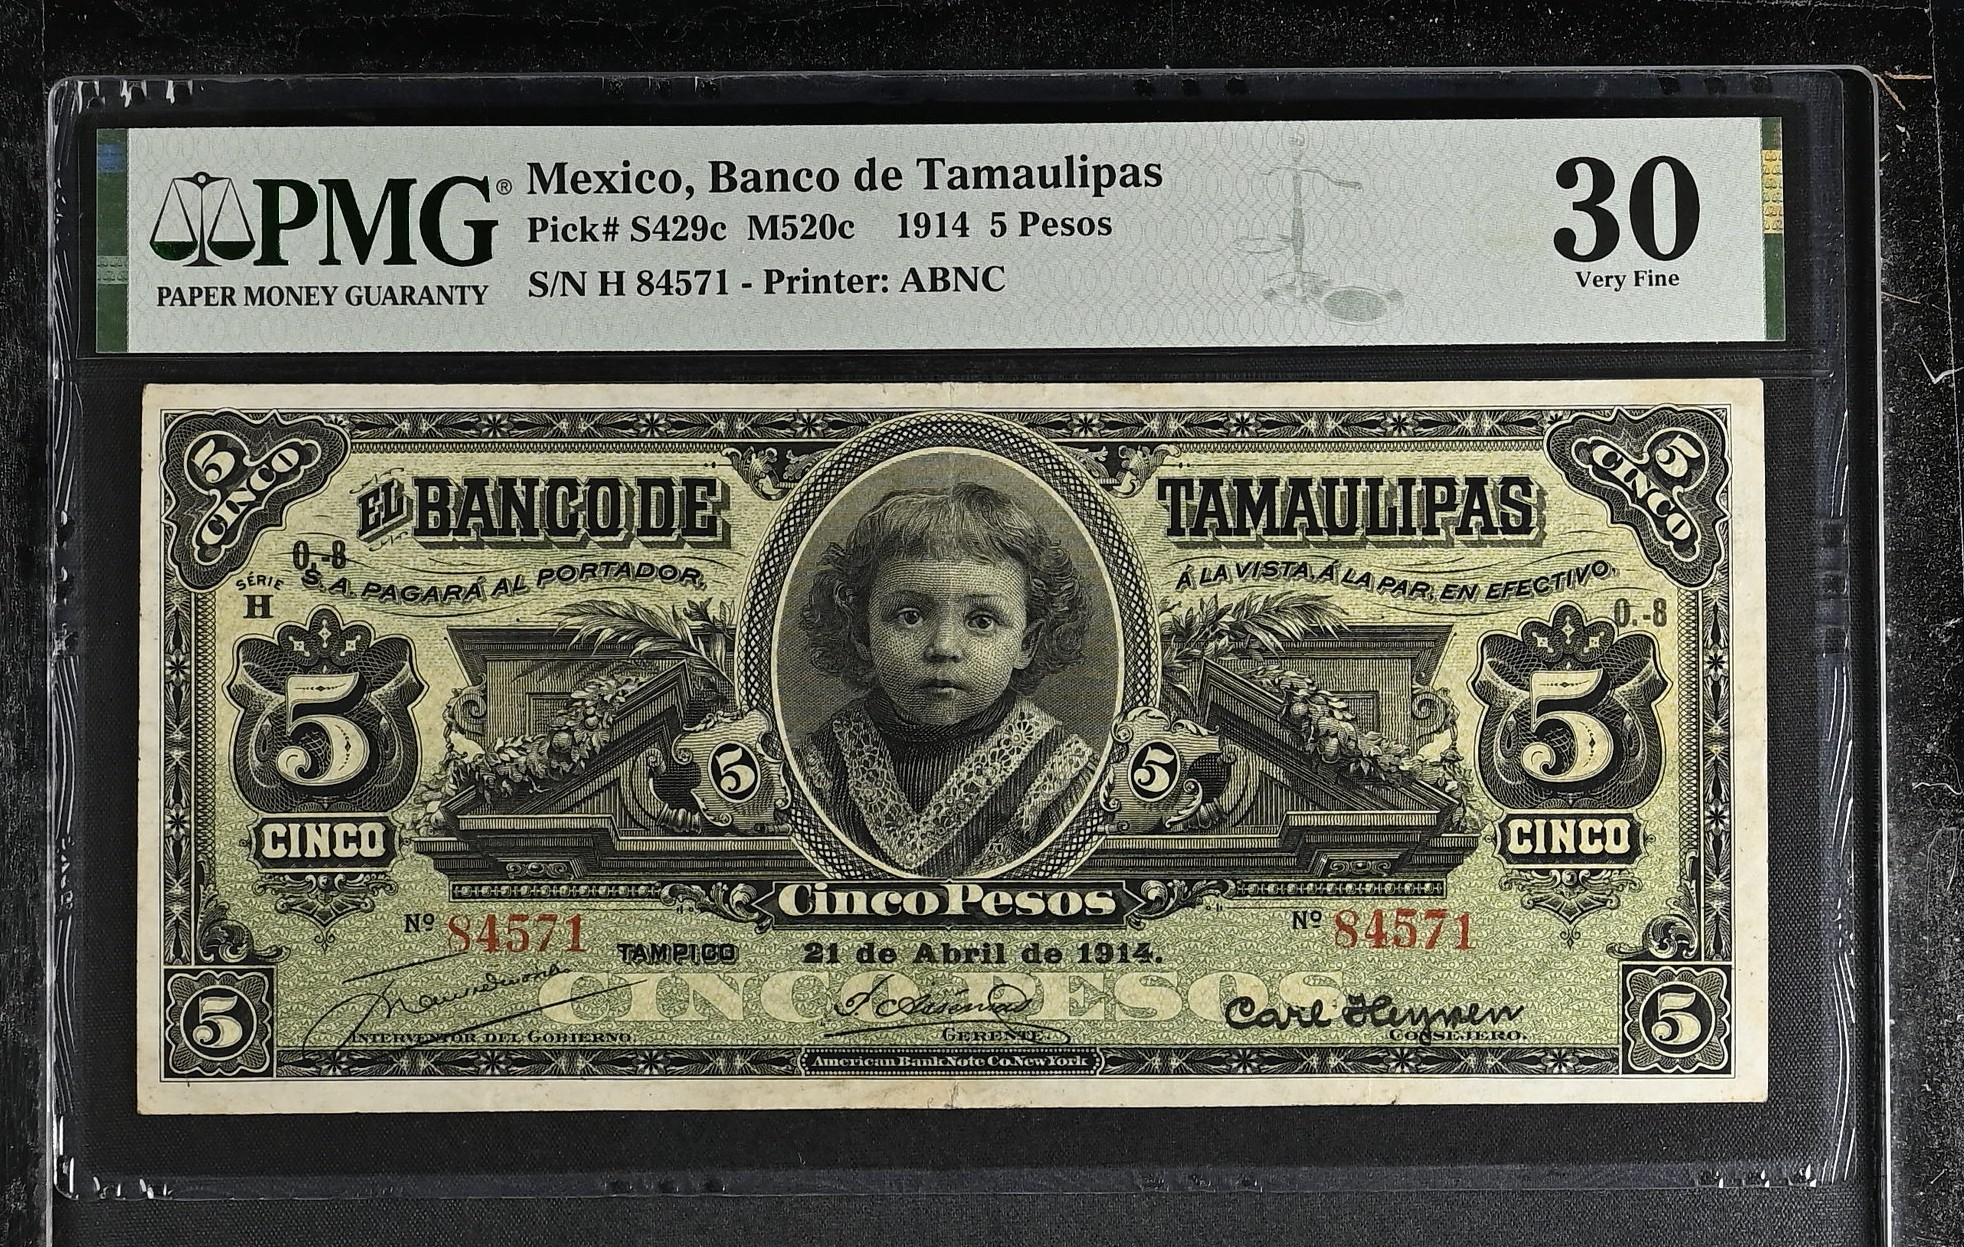 PMG® Mexico, Banco de Tamaulipas 30
Pick# S429c M520c 1914 5 Pesos
Very Fine
PAPER MONEY GUARANTY S/N H 84571 - Printer: ABNC
5 CINCO
5 CINCO
EL BANCO DE TAMAULIPAS
O.-8
S.A. PAGARÁ AL PORTADOR, Á LA VISTA, Á LA PAR, EN EFECTIVO.
SÉRIE
H
O.-8
5 5 5 5
CINCO CINCO
Cinco Pesos
Nº 84571 Nº 84571
TAMPICO 21 de Abril de 1914.
CINCO PESOS
5 Carl Heynen 5
INTERVENTOR DEL GOBIERNO. GERENTE. CONSEJERO.
American Bank Note Co. New York